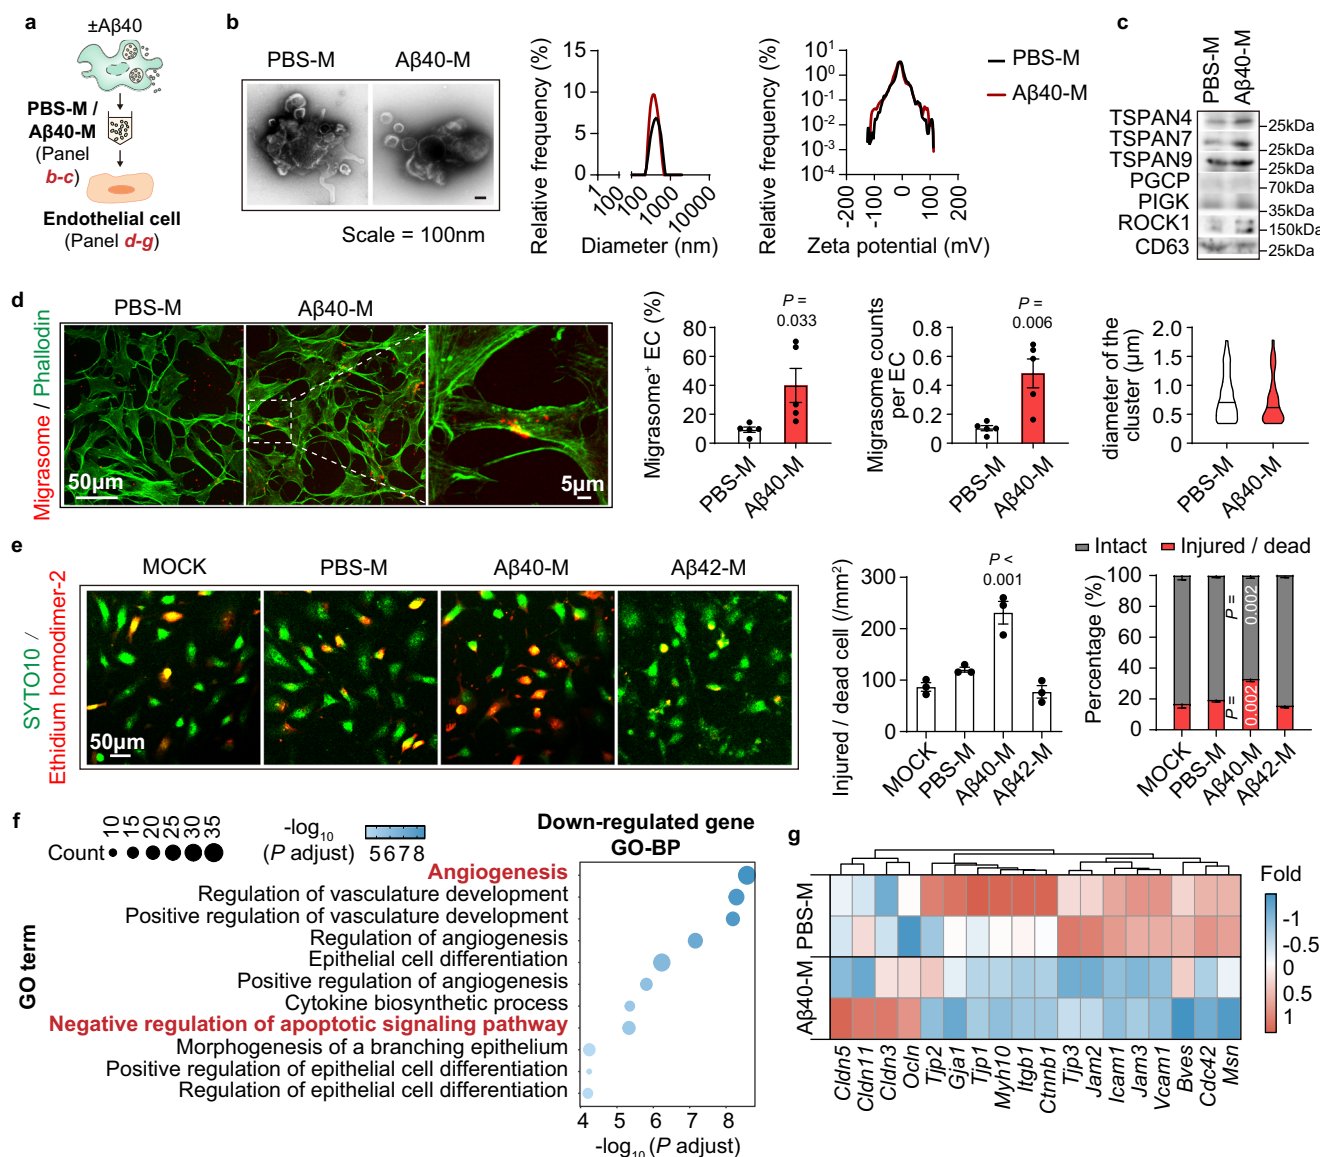 a
±Aβ40
PBS-M /
Aβ40-M
(Panel
b-c)
Endothelial cell
(Panel d-g)
b
PBS-M
Aβ40-M
Scale = 100nm
Relative frequency (%)
15
10
5
0
1
100
100
1000
10000
Diameter (nm)
Relative frequency (%)
10¹
10⁰
10⁻¹
10⁻²
10⁻³
10⁻⁴
-200
-100
0
100
200
Zeta potential (mV)
PBS-M
Aβ40-M
c
PBS-M
Aβ40-M
TSPAN4
25kDa
TSPAN7
25kDa
TSPAN9
25kDa
PGCP
70kDa
PIGK
35kDa
ROCK1
150kDa
CD63
25kDa
d
PBS-M
Aβ40-M
Migrasome / Phallodin
50μm
5μm
Migrasome⁺ EC (%)
80
60
40
20
0
P =
0.033
PBS-M
Aβ40-M
Migrasome counts
per EC
0.8
0.6
0.4
0.2
0
P =
0.006
PBS-M
Aβ40-M
diameter of the
cluster (μm)
2.0
1.5
1.0
0.5
0
PBS-M
Aβ40-M
e
MOCK
PBS-M
Aβ40-M
Aβ42-M
SYTO10 /
Ethidium homodimer-2
50μm
Injured / dead cell (/mm²)
300
200
100
0
P <
0.001
MOCK
PBS-M
Aβ40-M
Aβ42-M
Intact
Injured / dead
Percentage (%)
100
80
60
40
20
0
P =
0.002
P =
0.002
MOCK
PBS-M
Aβ40-M
Aβ42-M
f
10 15 20 25 30 35
Count
-log₁₀
(P adjust)
5 6 7 8
Down-regulated gene
GO-BP
GO term
Angiogenesis
Regulation of vasculature development
Positive regulation of vasculature development
Regulation of angiogenesis
Epithelial cell differentiation
Positive regulation of angiogenesis
Cytokine biosynthetic process
Negative regulation of apoptotic signaling pathway
Morphogenesis of a branching epithelium
Positive regulation of epithelial cell differentiation
Regulation of epithelial cell differentiation
4 5 6 7 8
-log₁₀ (P adjust)
g
PBS-M
Aβ40-M
Cldn5
Cldn11
Cldn3
Ocln
Tjp2
Gja1
Tjp1
Myh10
Itgb1
Ctnnb1
Tjp3
Jam2
Icam1
Jam3
Vcam1
Bves
Cdc42
Msn
Fold
-1
-0.5
0
0.5
1